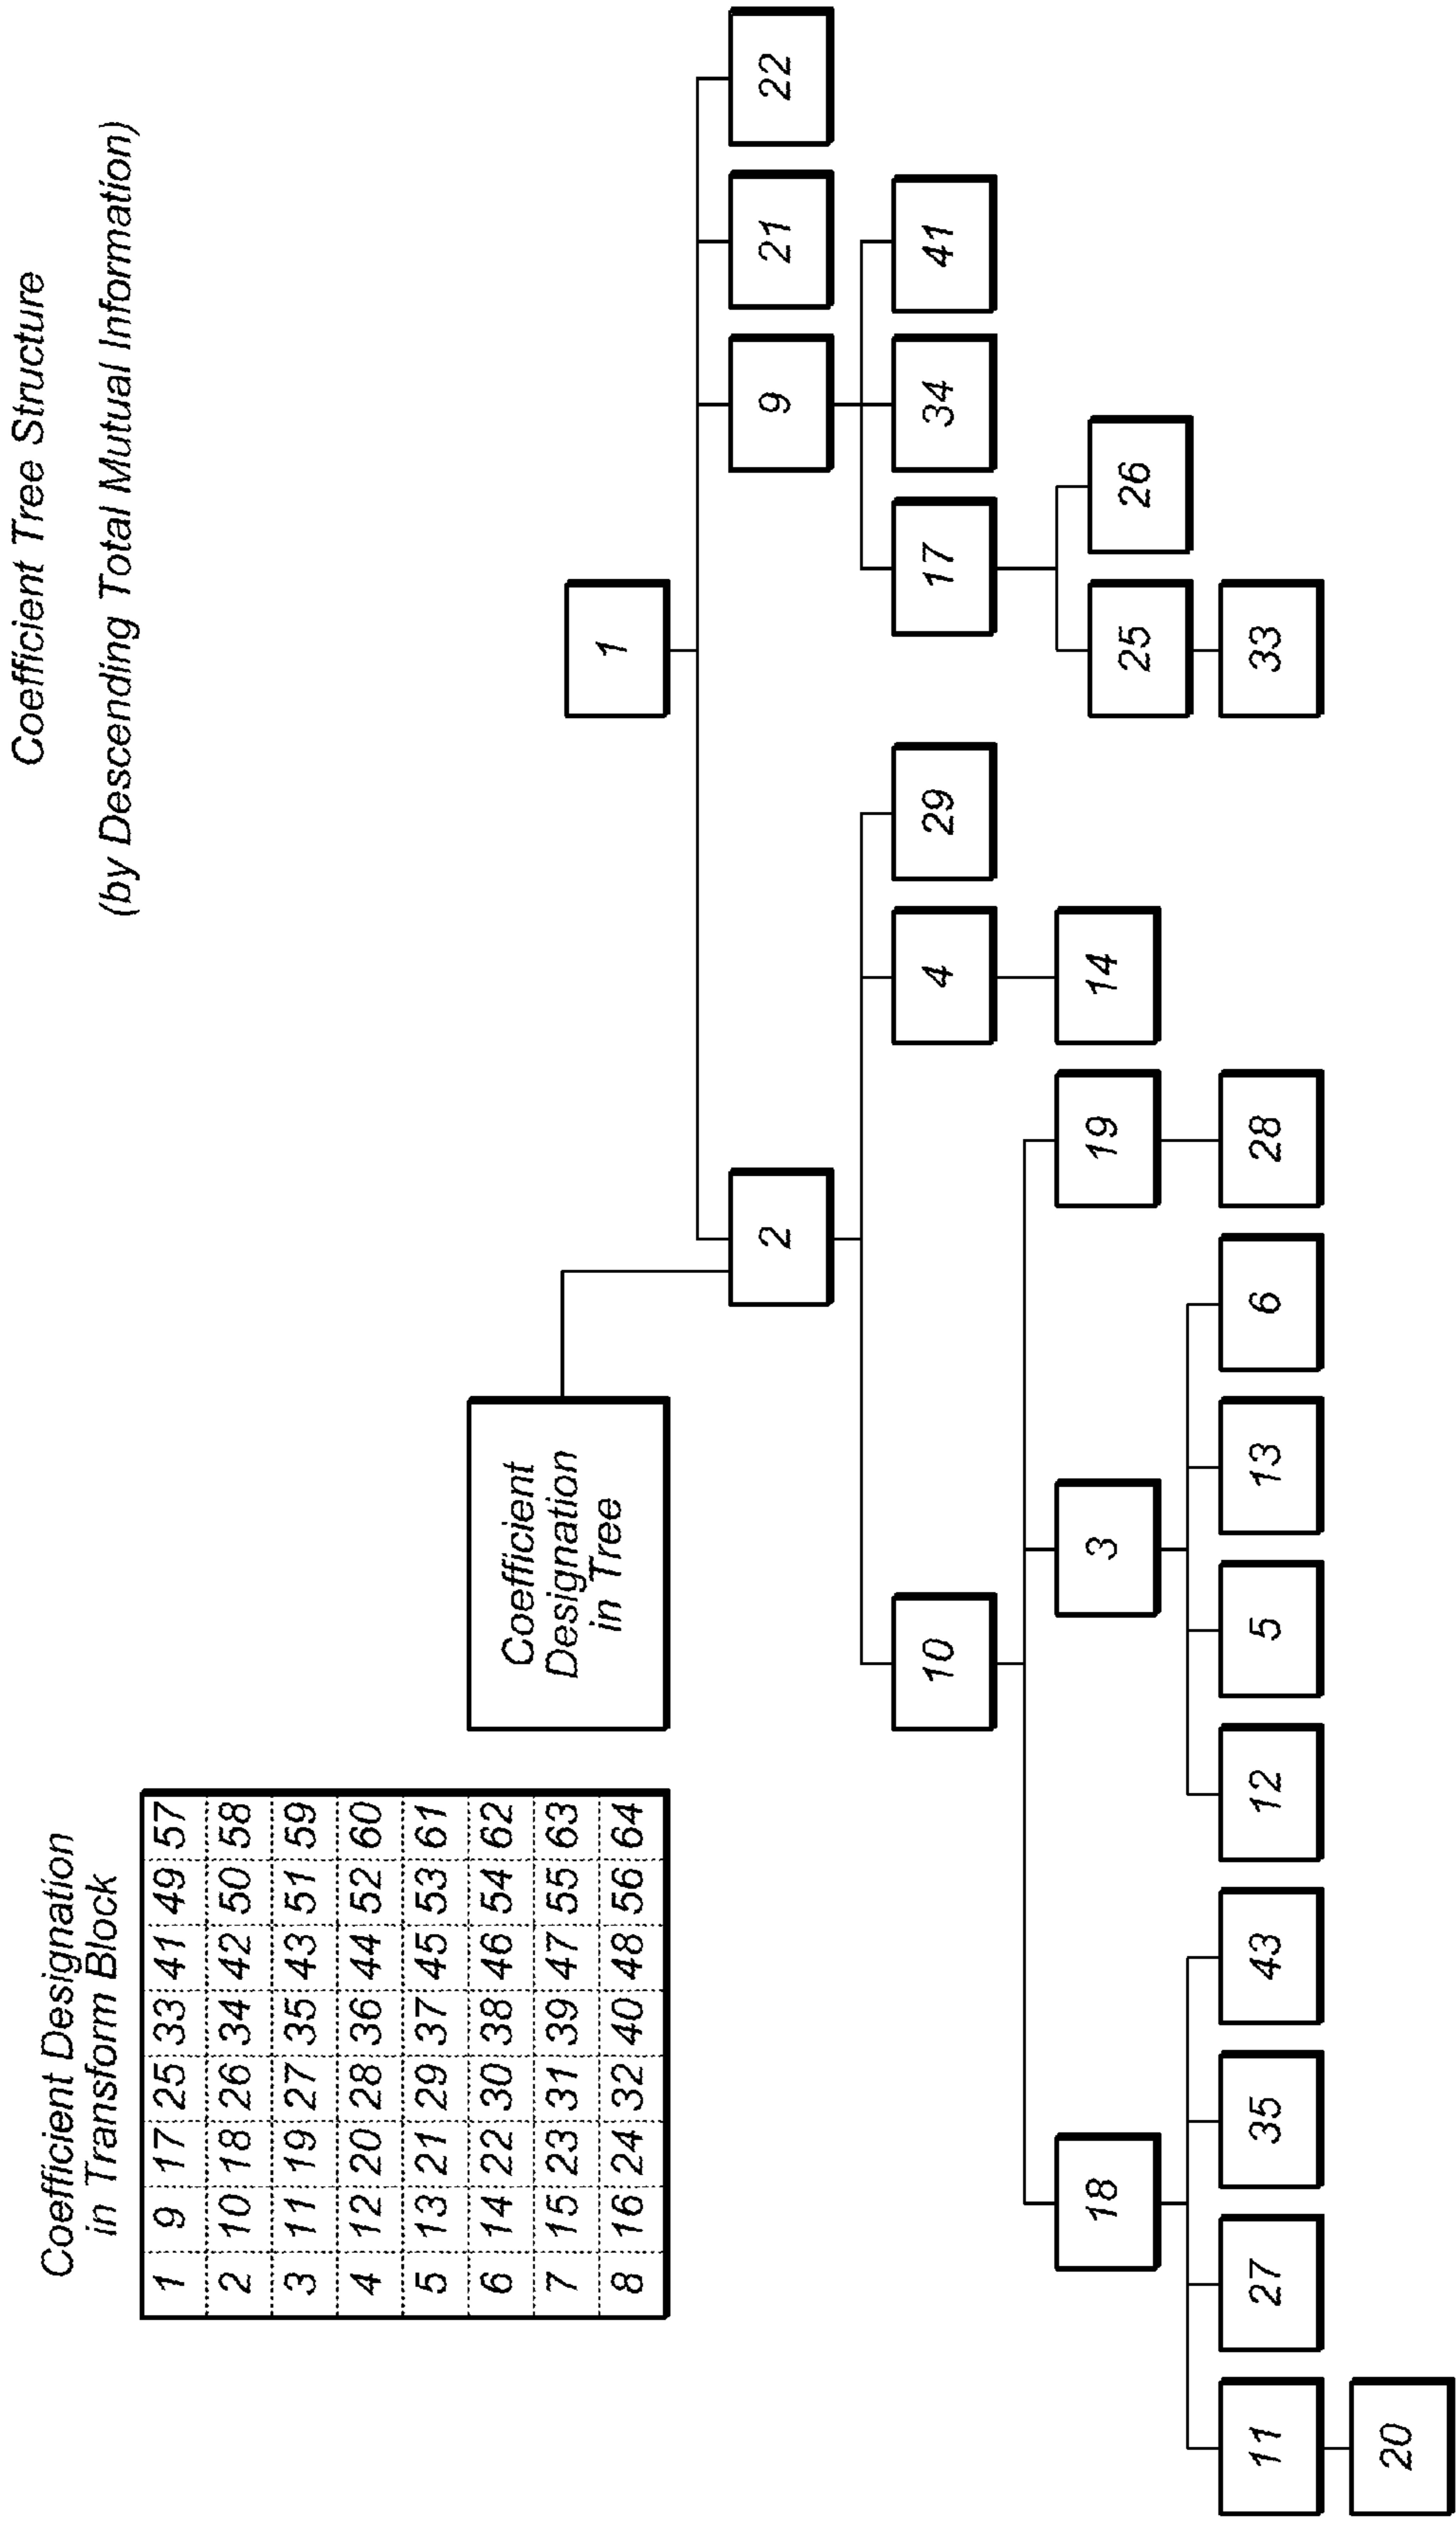 Coefficient Tree Structure
(by Descending Total Mutual Information)
Coefficient Designation
in Transform Block
1 9 17 25 33 41 49 57
2 10 18 26 34 42 50 58
3 11 19 27 35 43 51 59
4 12 20 28 36 44 52 60
5 13 21 29 37 45 53 61
6 14 22 30 38 46 54 62
7 15 23 31 39 47 55 63
8 16 24 32 40 48 56 64
Coefficient
Designation
in Tree
1
2 9 21 22
10 4 29 17 34 41
18 3 19 14
25 26
11 27 35 43 12 5 13 6 28 33
20